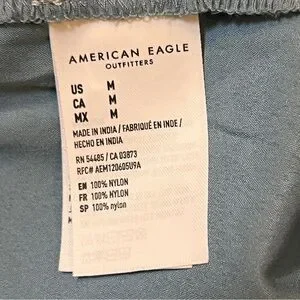 AMERICAN EAGLE
OUTFITTERS
US M
CA M
MX M
MADE IN INDIA / FABRIQUÉ EN INDE /
HECHO EN INDIA
RN 54485 / CA 03873
RFC# AEM120605U9A
EN 100% NYLON
FR 100% NYLON
SP 100% nylon